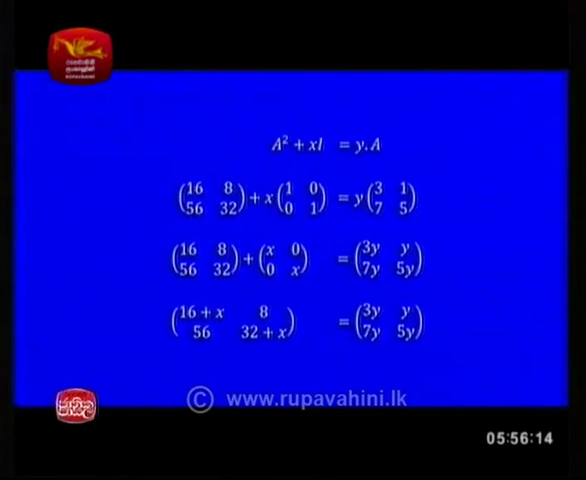 RUPAVAHINI
A² + xI = y.A
(16 8
56 32) + x (1 0
0 1) = y (3 1
7 5)
(16 8
56 32) + (x 0
0 x) = (3y y
7y 5y)
(16 + x 8
56 32 + x) = (3y y
7y 5y)
© www.rupavahini.lk
05:56:14